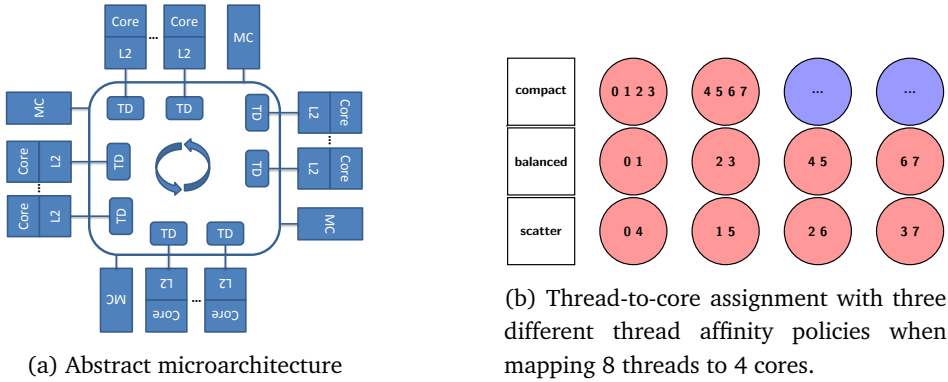 Core
...
Core
MC
L2
L2
TD
TD
MC
TD
L2
Core
...
Core
L2
TD
TD
L2
Core
...
TD
L2
Core
Core
L2
TD
MC
TD
TD
MC
L2
...
L2
Core
Core
(a) Abstract microarchitecture
compact
0 1 2 3
4 5 6 7
...
...
balanced
0 1
2 3
4 5
6 7
scatter
0 4
1 5
2 6
3 7
(b) Thread-to-core assignment with three
different thread affinity policies when
mapping 8 threads to 4 cores.